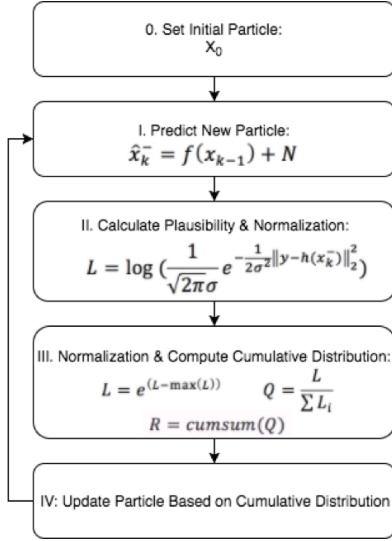 0. Set Initial Particle:
X₀
I. Predict New Particle:
x̂ₖ⁻ = f(xₖ₋₁) + N
II. Calculate Plausibility & Normalization:
L = log (1/(√(2π)σ) e^(-1/(2σ²)‖y−h(xₖ⁻)‖₂²))
III. Normalization & Compute Cumulative Distribution:
L = e^(L−max(L)) Q = L/∑Lᵢ
R = cumsum(Q)
IV: Update Particle Based on Cumulative Distribution